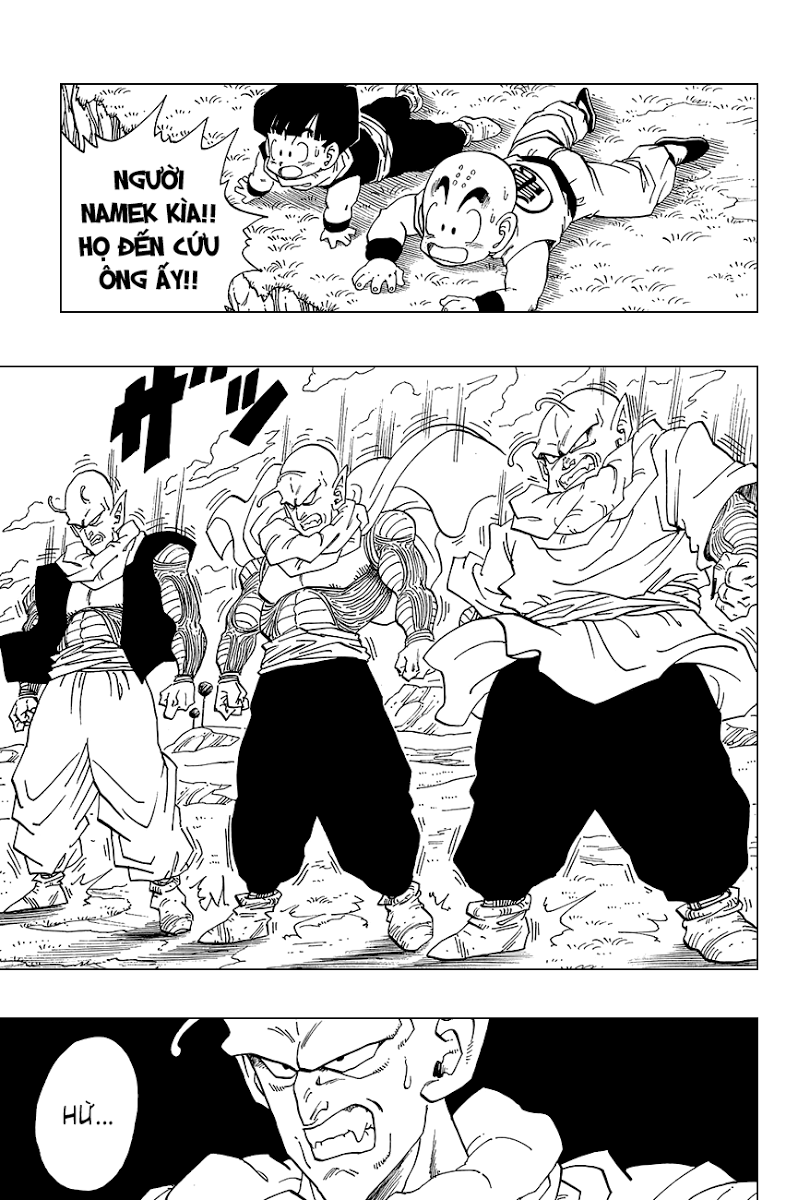 NGƯỜI
NAMEK KÌA!!
HỌ ĐẾN CỨU
ÔNG ẤY!!
ザッ
HỪ...